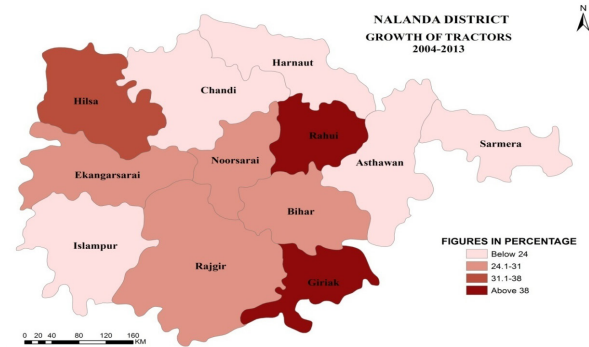 NALANDA DISTRICT
GROWTH OF TRACTORS
2004-2013
N
Harnaut
Chandi
Hilsa
Rahui
Sarmera
Noorsarai
Asthawan
Ekangarsarai
Bihar
Islampur
Rajgir
Giriak
FIGURES IN PERCENTAGE
Below 24
24.1-31
31.1-38
Above 38
0 20 40 80 120 160
KM